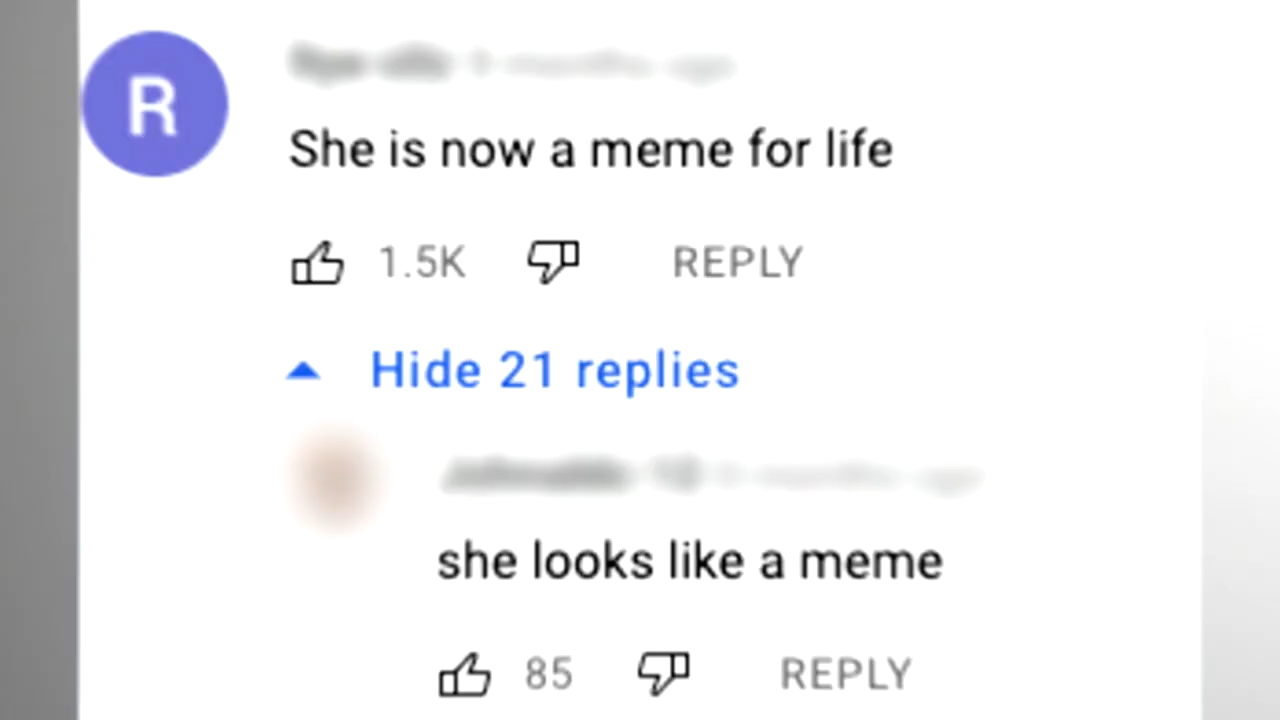 R
She is now a meme for life
1.5K REPLY
Hide 21 replies
she looks like a meme
85 REPLY